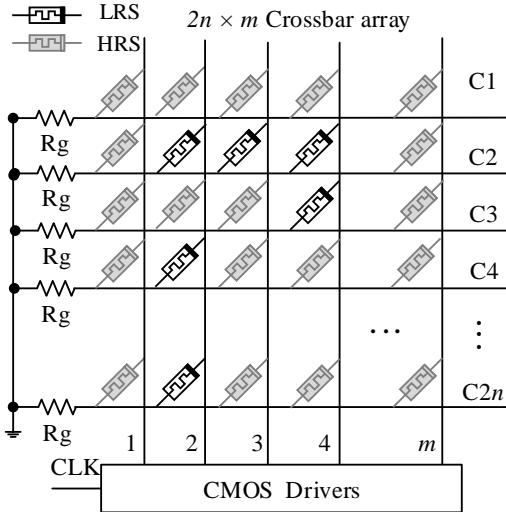 LRS
2n × m Crossbar array
HRS
C1
Rg
C2
Rg
C3
Rg
C4
Rg
...
⋮
C2n
Rg
1 2 3 4 m
CLK
CMOS Drivers